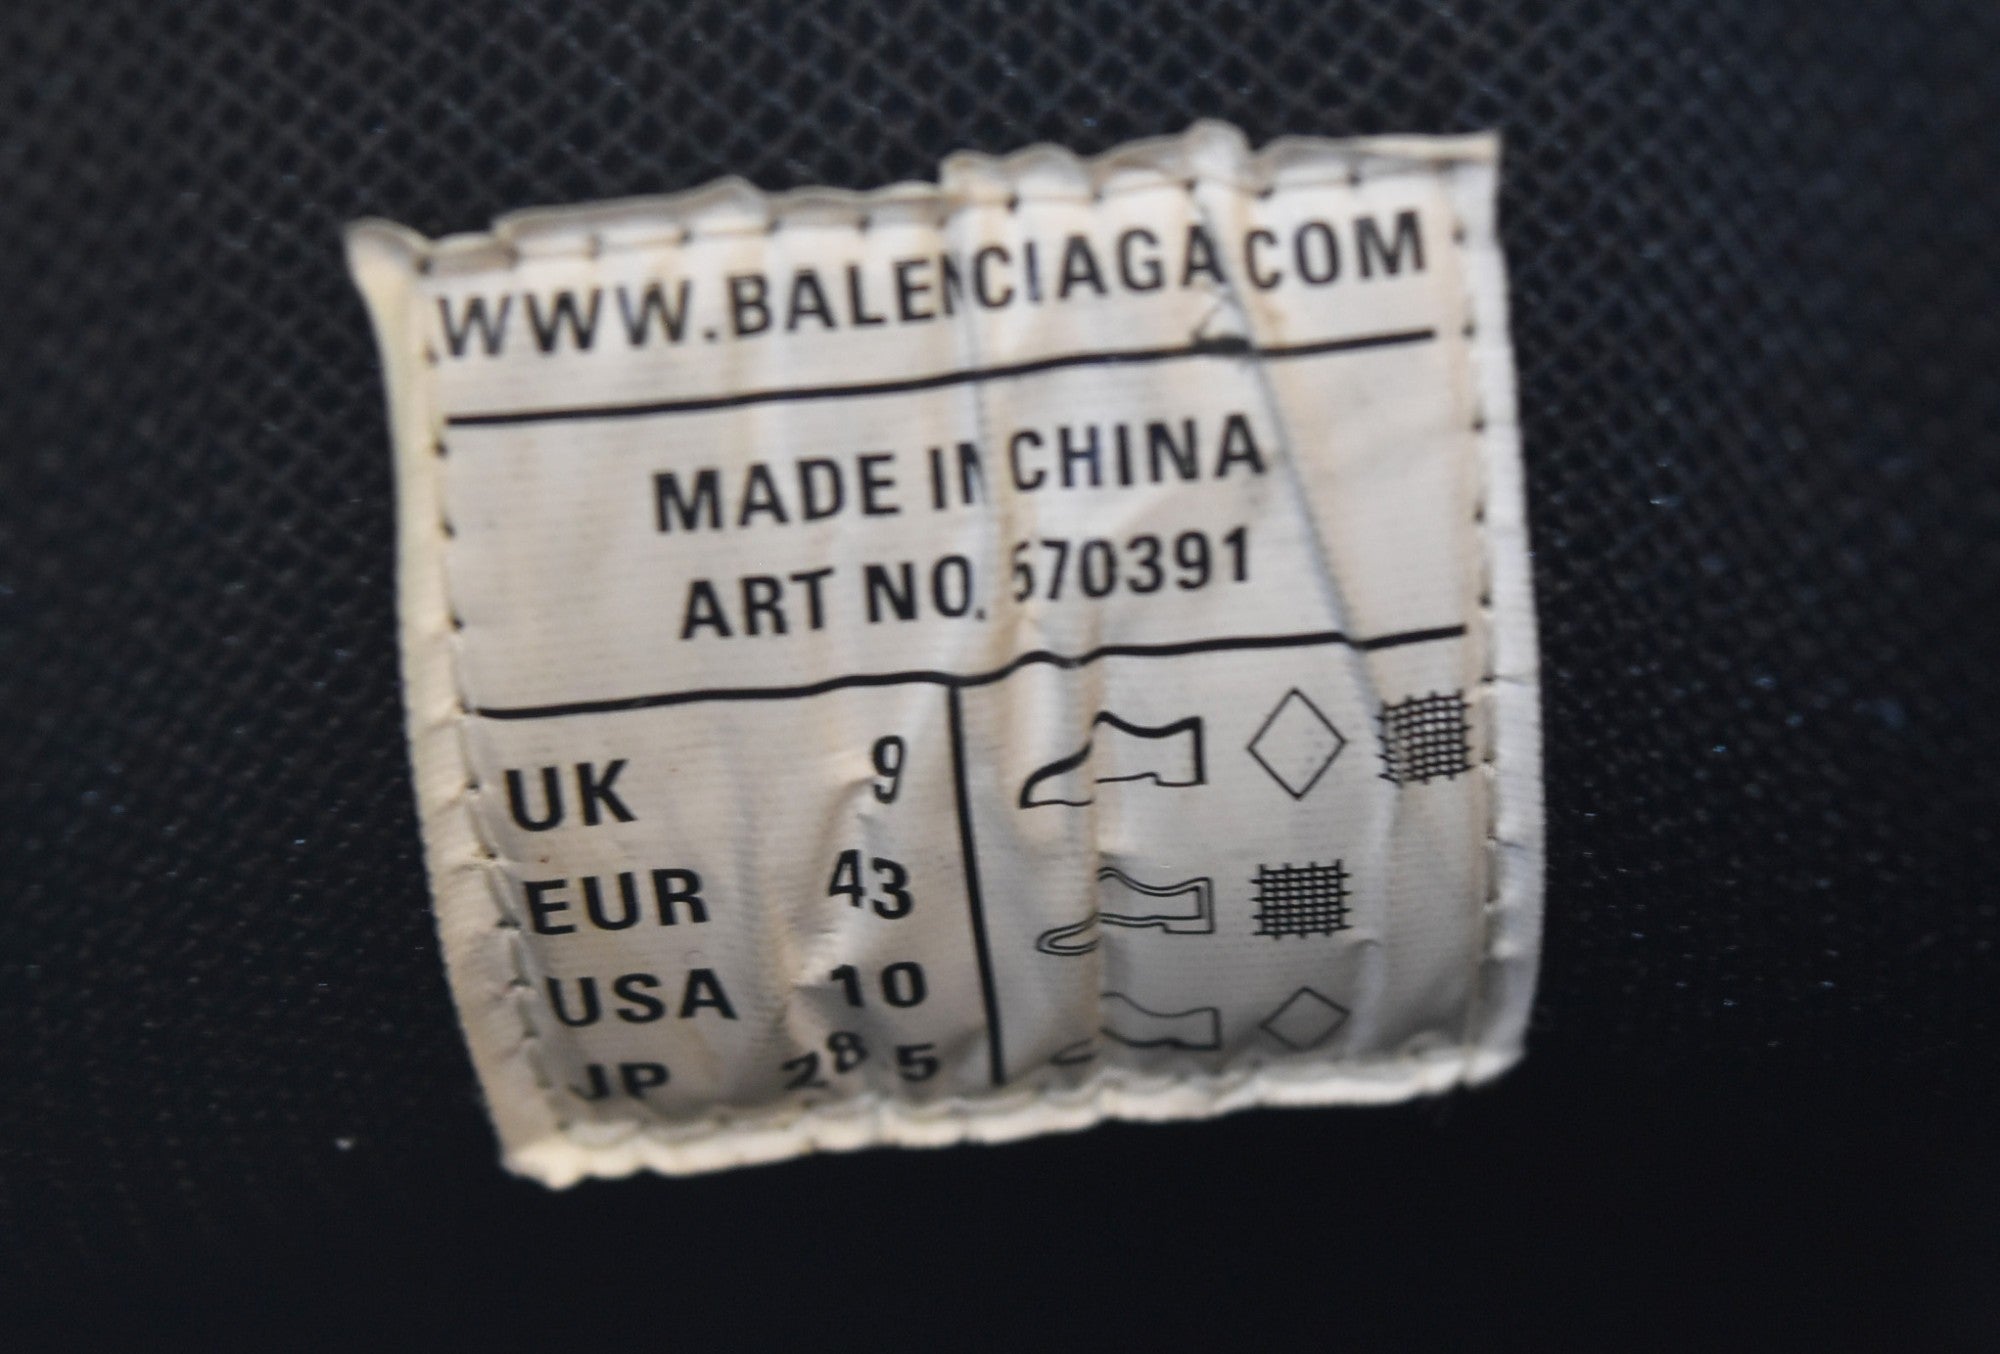 WWW.BALENCIAGA.COM
MADE IN CHINA
ART NO. 570391
UK 9
EUR 43
USA 10
JP 28 5